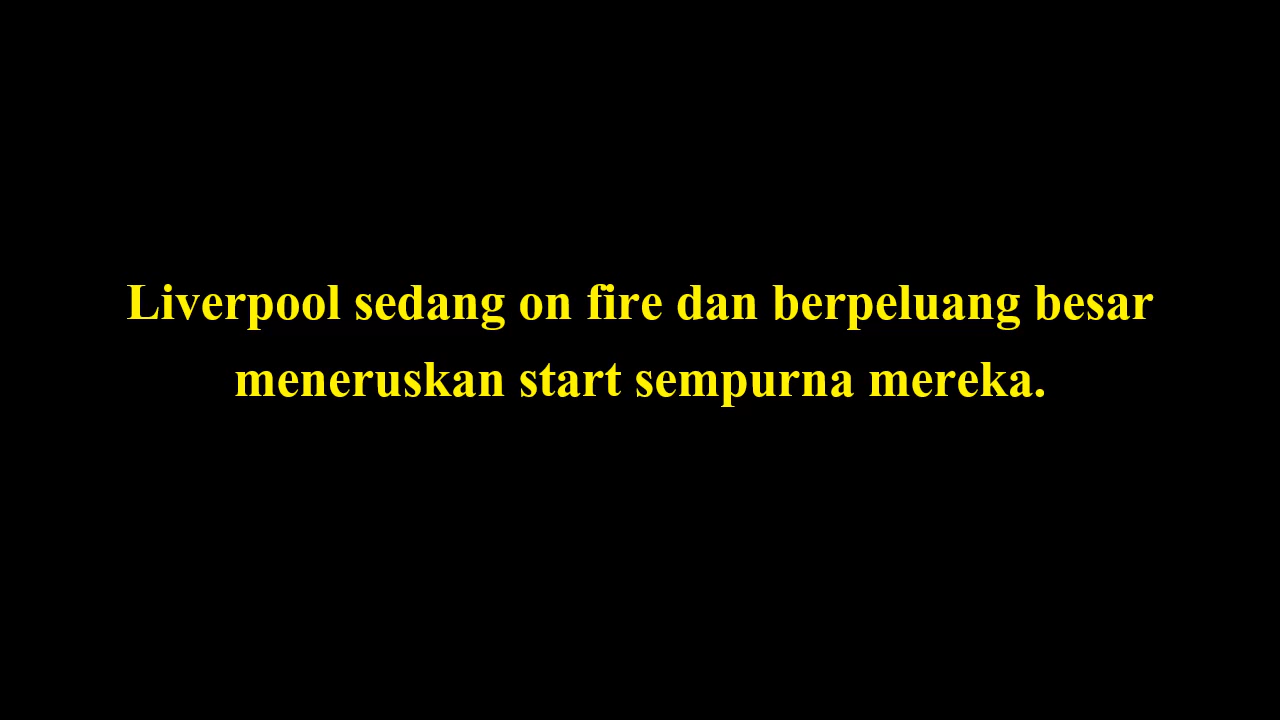 Liverpool sedang on fire dan berpeluang besar
meneruskan start sempurna mereka.